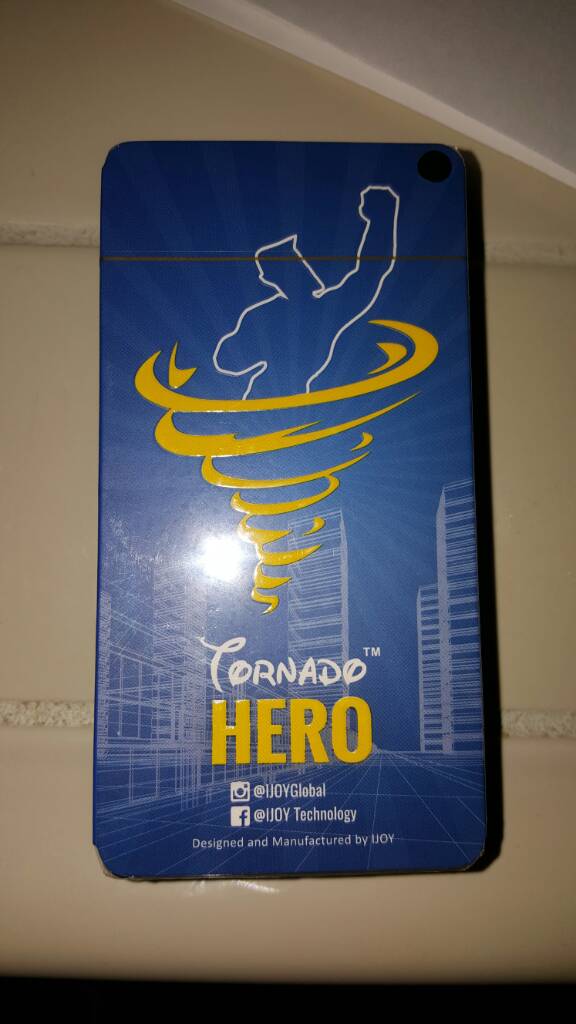 TORNADO™
HERO
@IJOYGlobal
@IJOY Technology
Designed and Manufactured by IJOY